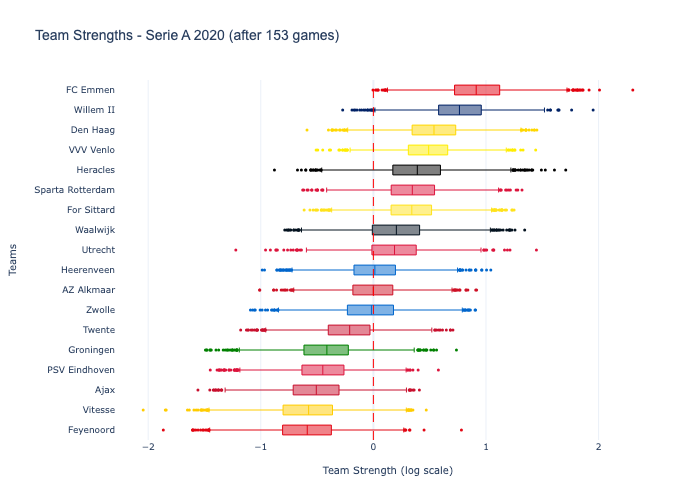 Team Strengths - Serie A 2020 (after 153 games)
FC Emmen
Willem II
Den Haag
VVV Venlo
Heracles
Sparta Rotterdam
For Sittard
Waalwijk
Utrecht
Heerenveen
AZ Alkmaar
Zwolle
Twente
Groningen
PSV Eindhoven
Ajax
Vitesse
Feyenoord
Teams
−2 −1 0 1 2
Team Strength (log scale)